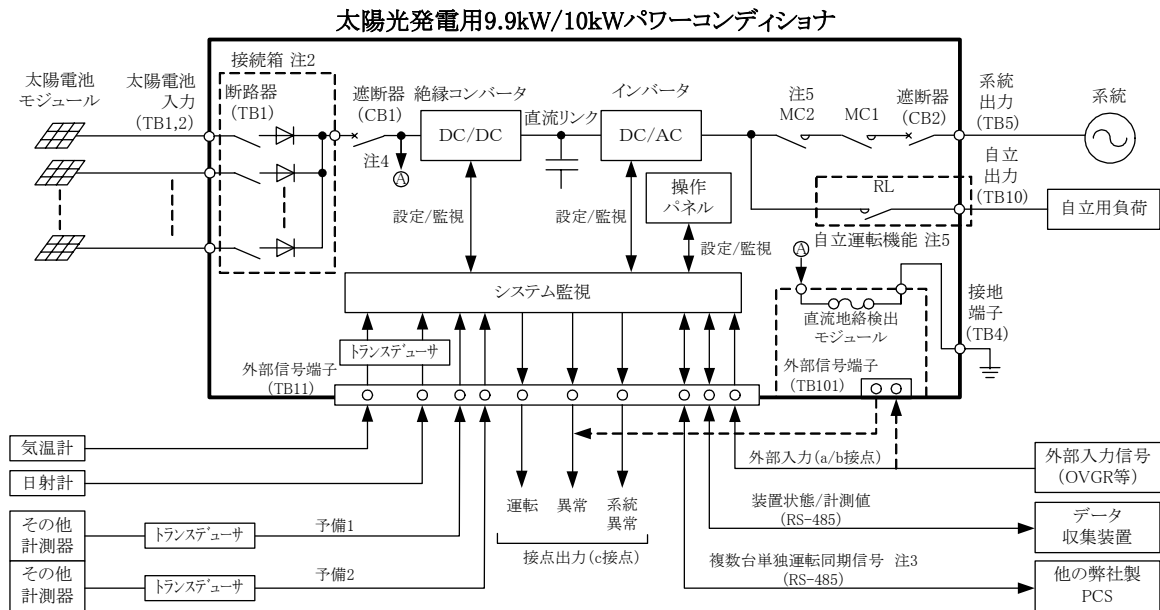 太陽光発電用9.9kW/10kWパワーコンディショナ
接続箱 注2
太陽電池
モジュール
太陽電池
入力
(TB1,2)
断路器
(TB1)
遮断器
(CB1)
注4
絶縁コンバータ
DC/DC
直流リンク
インバータ
DC/AC
注5
MC2
MC1
遮断器
(CB2)
系統
出力
(TB5)
系統
A
自立
出力
(TB10)
RL
自立用負荷
自立運転機能 注5
操作
パネル
設定/監視
設定/監視
設定/監視
A
システム監視
直流地絡検出
モジュール
接地
端子
(TB4)
トランスデューサ
外部信号端子
(TB11)
外部信号端子
(TB101)
気温計
日射計
外部入力(a/b接点)
外部入力信号
(OVGR等)
運転
異常
系統
異常
接点出力(c接点)
装置状態/計測値
(RS-485)
データ
収集装置
その他
計測器
トランスデューサ
予備1
その他
計測器
トランスデューサ
予備2
複数台単独運転同期信号 注3
(RS-485)
他の弊社製
PCS